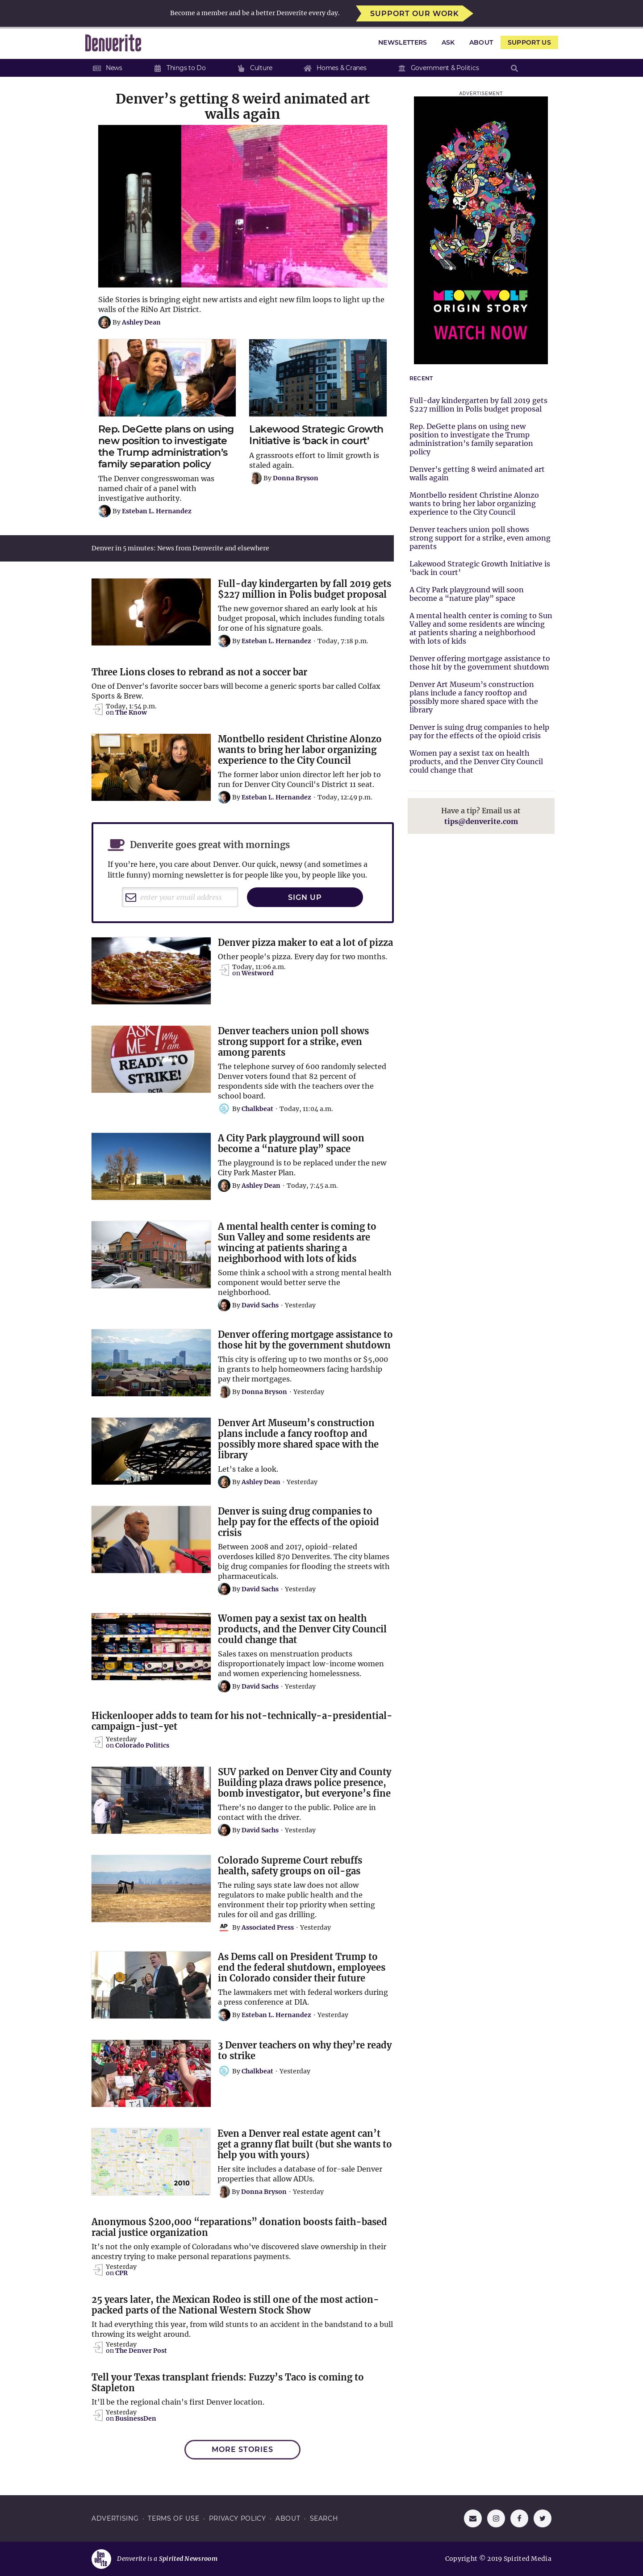 Become a member and be a better Denverite every day.
SUPPORT OUR WORK
Denverite
NEWSLETTERS
ASK
ABOUT
SUPPORT US
News
Things to Do
Culture
Homes & Cranes
Government & Politics
Denver’s getting 8 weird animated art
walls again
Side Stories is bringing eight new artists and eight new film loops to light up the
walls of the RiNo Art District.
By Ashley Dean
Rep. DeGette plans on using
new position to investigate
the Trump administration’s
family separation policy
The Denver congresswoman was
named chair of a panel with
investigative authority.
By Esteban L. Hernandez
Lakewood Strategic Growth
Initiative is ‘back in court’
A grassroots effort to limit growth is
staled again.
By Donna Bryson
ADVERTISEMENT
MEOW WOLF
ORIGIN STORY
WATCH NOW
RECENT
Full-day kindergarten by fall 2019 gets
$227 million in Polis budget proposal
Rep. DeGette plans on using new
position to investigate the Trump
administration’s family separation
policy
Denver’s getting 8 weird animated art
walls again
Montbello resident Christine Alonzo
wants to bring her labor organizing
experience to the City Council
Denver teachers union poll shows
strong support for a strike, even among
parents
Lakewood Strategic Growth Initiative is
‘back in court’
A City Park playground will soon
become a “nature play” space
A mental health center is coming to Sun
Valley and some residents are wincing
at patients sharing a neighborhood
with lots of kids
Denver offering mortgage assistance to
those hit by the government shutdown
Denver Art Museum’s construction
plans include a fancy rooftop and
possibly more shared space with the
library
Denver is suing drug companies to help
pay for the effects of the opioid crisis
Women pay a sexist tax on health
products, and the Denver City Council
could change that
Have a tip? Email us at
tips@denverite.com
Denver in 5 minutes: News from Denverite and elsewhere
Full-day kindergarten by fall 2019 gets
$227 million in Polis budget proposal
The new governor shared an early look at his
budget proposal, which includes funding totals
for one of his signature goals.
By Esteban L. Hernandez · Today, 7:18 p.m.
Three Lions closes to rebrand as not a soccer bar
One of Denver's favorite soccer bars will become a generic sports bar called Colfax
Sports & Brew.
Today, 1:54 p.m.
on The Know
Montbello resident Christine Alonzo
wants to bring her labor organizing
experience to the City Council
The former labor union director left her job to
run for Denver City Council's District 11 seat.
By Esteban L. Hernandez · Today, 12:49 p.m.
Denverite goes great with mornings
If you’re here, you care about Denver. Our quick, newsy (and sometimes a
little funny) morning newsletter is for people like you, by people like you.
enter your email address
SIGN UP
Denver pizza maker to eat a lot of pizza
Other people's pizza. Every day for two months.
Today, 11:06 a.m.
on Westword
ASK
ME! Why
I am
READY TO
STRIKE!
DCTA
Denver teachers union poll shows
strong support for a strike, even
among parents
The telephone survey of 600 randomly selected
Denver voters found that 82 percent of
respondents side with the teachers over the
school board.
By Chalkbeat · Today, 11:04 a.m.
A City Park playground will soon
become a “nature play” space
The playground is to be replaced under the new
City Park Master Plan.
By Ashley Dean · Today, 7:45 a.m.
A mental health center is coming to
Sun Valley and some residents are
wincing at patients sharing a
neighborhood with lots of kids
Some think a school with a strong mental health
component would better serve the
neighborhood.
By David Sachs · Yesterday
Denver offering mortgage assistance to
those hit by the government shutdown
This city is offering up to two months or $5,000
in grants to help homeowners facing hardship
pay their mortgages.
By Donna Bryson · Yesterday
Denver Art Museum’s construction
plans include a fancy rooftop and
possibly more shared space with the
library
Let's take a look.
By Ashley Dean · Yesterday
Denver is suing drug companies to
help pay for the effects of the opioid
crisis
Between 2008 and 2017, opioid-related
overdoses killed 870 Denverites. The city blames
big drug companies for flooding the streets with
pharmaceuticals.
By David Sachs · Yesterday
Women pay a sexist tax on health
products, and the Denver City Council
could change that
Sales taxes on menstruation products
disproportionately impact low-income women
and women experiencing homelessness.
By David Sachs · Yesterday
Hickenlooper adds to team for his not-technically-a-presidential-
campaign-just-yet
Yesterday
on Colorado Politics
SUV parked on Denver City and County
Building plaza draws police presence,
bomb investigator, but everyone’s fine
There's no danger to the public. Police are in
contact with the driver.
By David Sachs · Yesterday
Colorado Supreme Court rebuffs
health, safety groups on oil-gas
The ruling says state law does not allow
regulators to make public health and the
environment their top priority when setting
rules for oil and gas drilling.
AP By Associated Press · Yesterday
As Dems call on President Trump to
end the federal shutdown, employees
in Colorado consider their future
The lawmakers met with federal workers during
a press conference at DIA.
By Esteban L. Hernandez · Yesterday
3 Denver teachers on why they’re ready
to strike
By Chalkbeat · Yesterday
2010
Even a Denver real estate agent can’t
get a granny flat built (but she wants to
help you with yours)
Her site includes a database of for-sale Denver
properties that allow ADUs.
By Donna Bryson · Yesterday
Anonymous $200,000 “reparations” donation boosts faith-based
racial justice organization
It's not the only example of Coloradans who've discovered slave ownership in their
ancestry trying to make personal reparations payments.
Yesterday
on CPR
25 years later, the Mexican Rodeo is still one of the most action-
packed parts of the National Western Stock Show
It had everything this year, from wild stunts to an accident in the bandstand to a bull
throwing its weight around.
Yesterday
on The Denver Post
Tell your Texas transplant friends: Fuzzy’s Taco is coming to
Stapleton
It'll be the regional chain's first Denver location.
Yesterday
on BusinessDen
MORE STORIES
ADVERTISING · TERMS OF USE · PRIVACY POLICY · ABOUT · SEARCH
Denverite is a Spirited Newsroom
Copyright © 2019 Spirited Media